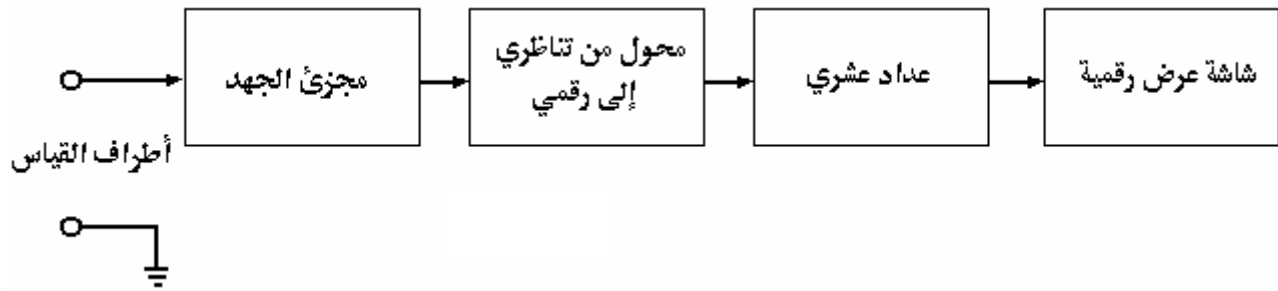 مجزئ الجهد
محول من تناظري
إلى رقمي
عداد عشري
شاشة عرض رقمية
أطراف القياس